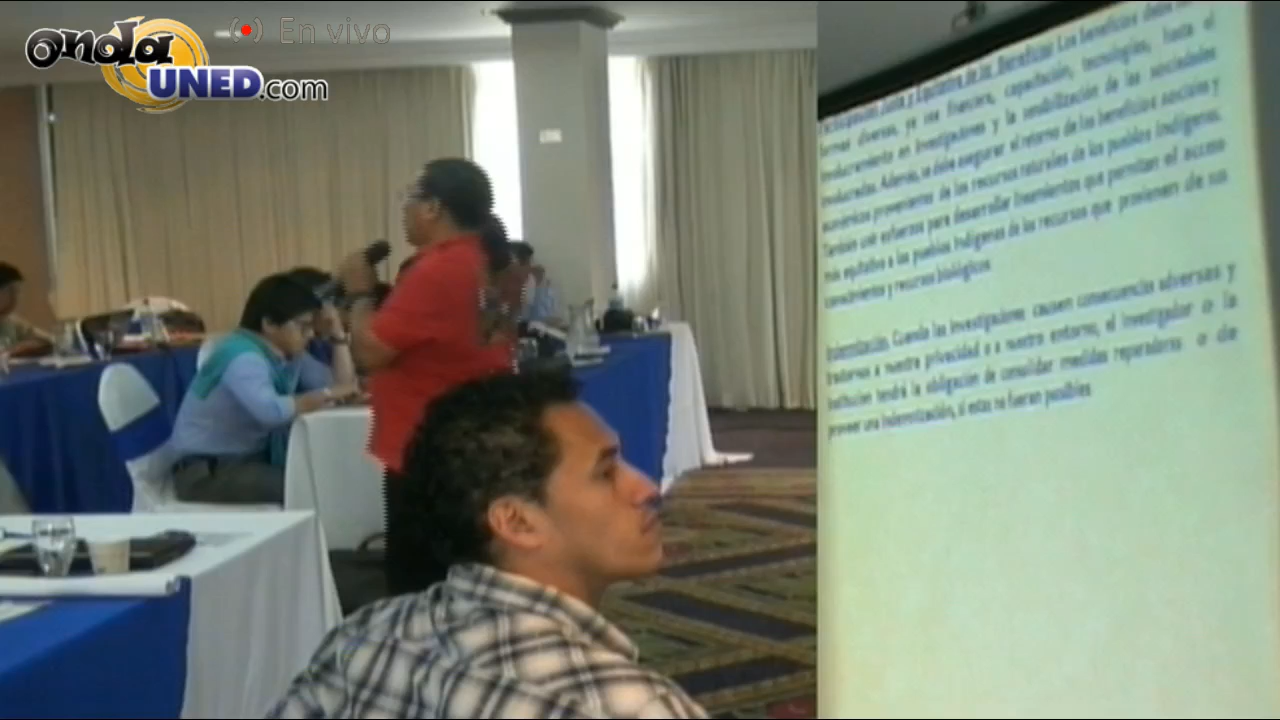 onda
UNED.com
En vivo
Participación Justa y Equitativa de los Beneficios: Los beneficios
formas diversas, ya sea financiera, capacitación, tecnologías, hasta el
involucramiento en investigaciones y la sensibilización de las sociedades
involucradas. Además, se debe asegurar el retorno de los beneficios sociales y
económicos provenientes de los recursos naturales de los pueblos indígenas.
También unir esfuerzos para desarrollar lineamientos que permitan el acceso
más equitativo a los pueblos indígenas de los recursos que provienen de sus
conocimientos y recursos biológicos
Indemnización. Cuando las investigaciones causen consecuencias adversas y
trastornos a nuestra privacidad o a nuestro entorno, el investigador o la
institución tendrá la obligación de consolidar medidas reparadoras o de
proveer una indemnización, si estas no fueran posibles